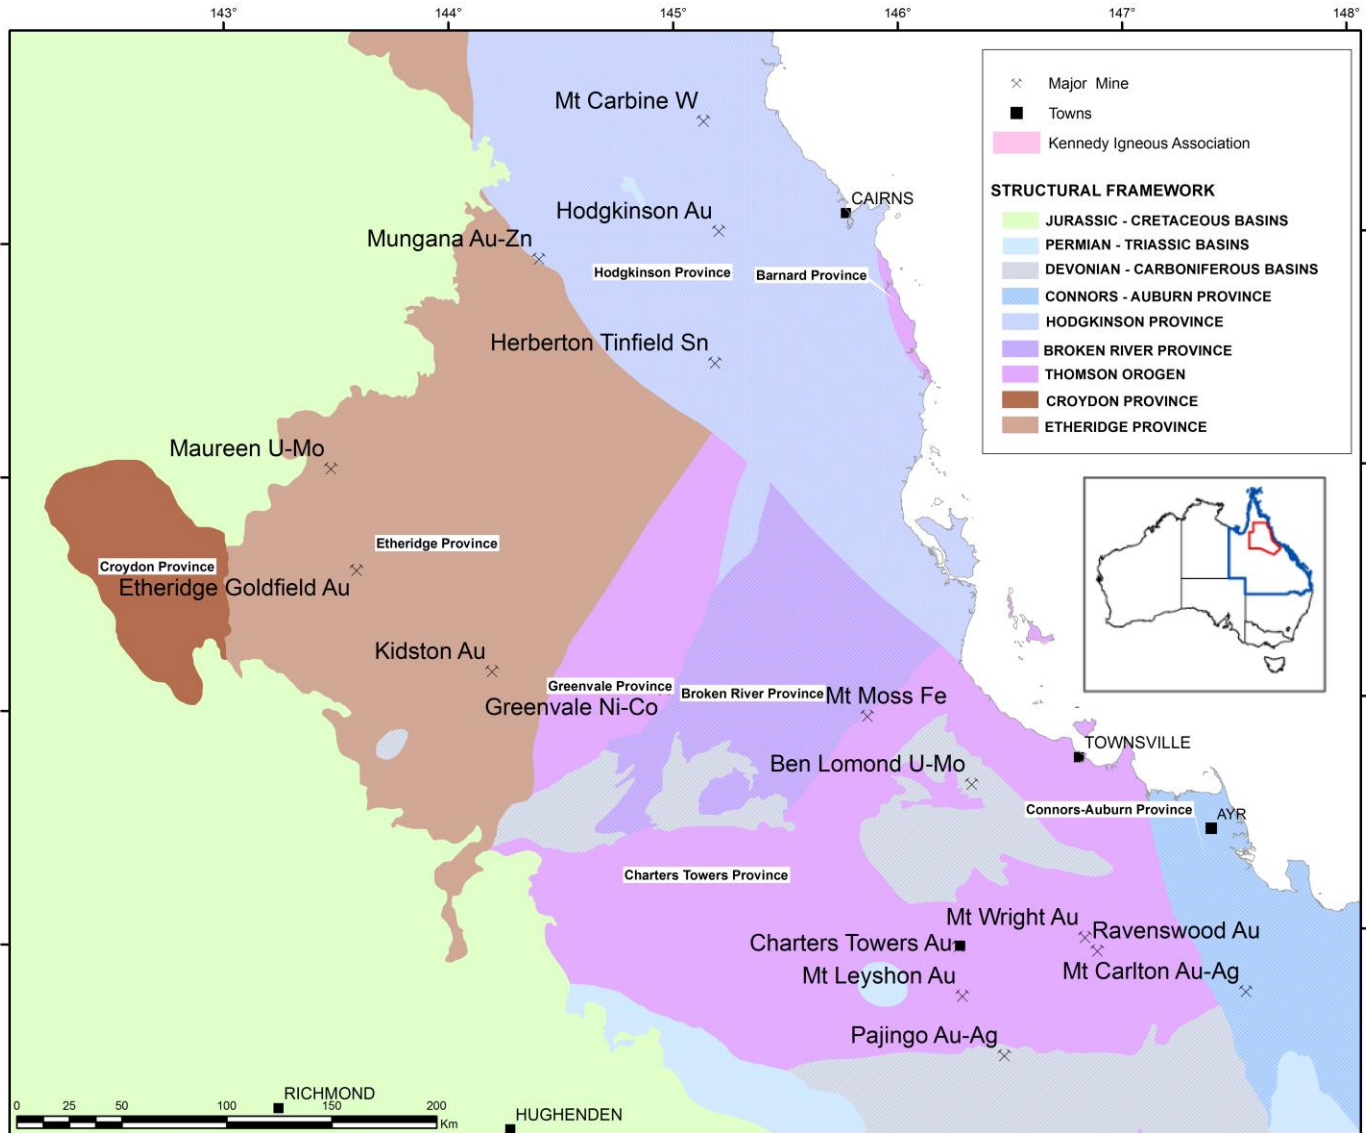 143° 144° 145° 146° 147° 148°
Mt Carbine W
Major Mine
Towns
Kennedy Igneous Association
STRUCTURAL FRAMEWORK
JURASSIC - CRETACEOUS BASINS
PERMIAN - TRIASSIC BASINS
DEVONIAN - CARBONIFEROUS BASINS
CONNORS - AUBURN PROVINCE
HODGKINSON PROVINCE
BROKEN RIVER PROVINCE
THOMSON OROGEN
CROYDON PROVINCE
ETHERIDGE PROVINCE
CAIRNS
Hodgkinson Au
Mungana Au-Zn
Hodgkinson Province
Barnard Province
Herberton Tinfield Sn
Maureen U-Mo
Etheridge Province
Croydon Province
Etheridge Goldfield Au
Kidston Au
Greenvale Province
Broken River Province
Mt Moss Fe
Greenvale Ni-Co
TOWNSVILLE
Ben Lomond U-Mo
Connors-Auburn Province
AYR
Charters Towers Province
Mt Wright Au
Ravenswood Au
Charters Towers Au
Mt Carlton Au-Ag
Mt Leyshon Au
Pajingo Au-Ag
RICHMOND
HUGHENDEN
0 25 50 100 150 200
Km